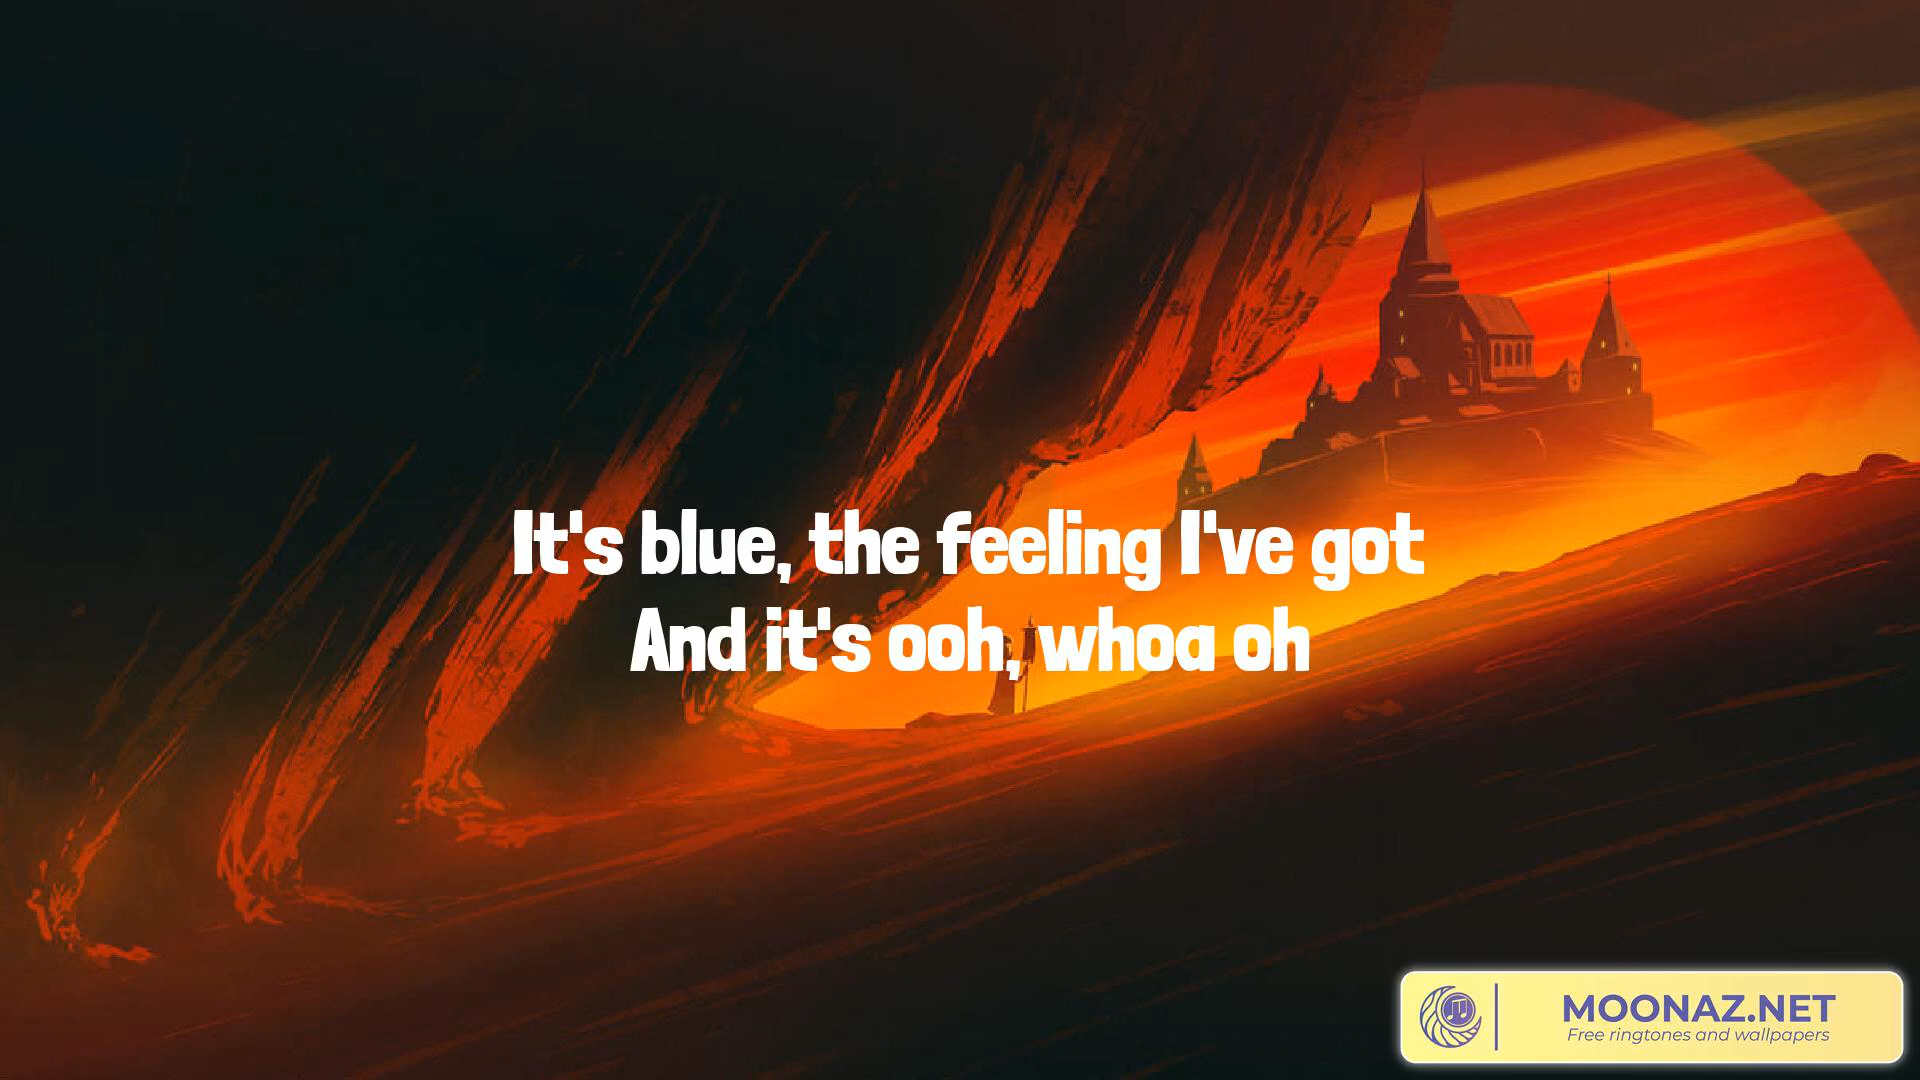 It's blue, the feeling I've got
And it's ooh, whoa oh
MOONAZ.NET
Free ringtones and wallpapers